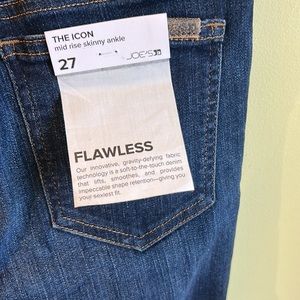 THE ICON
mid rise skinny ankle
27
JOE'S
FLAWLESS
Our innovative, gravity-defying fabric
technology is a soft-to-the-touch denim
that lifts, smoothes, and provides
impeccable shape retention—giving you
your sexiest fit.